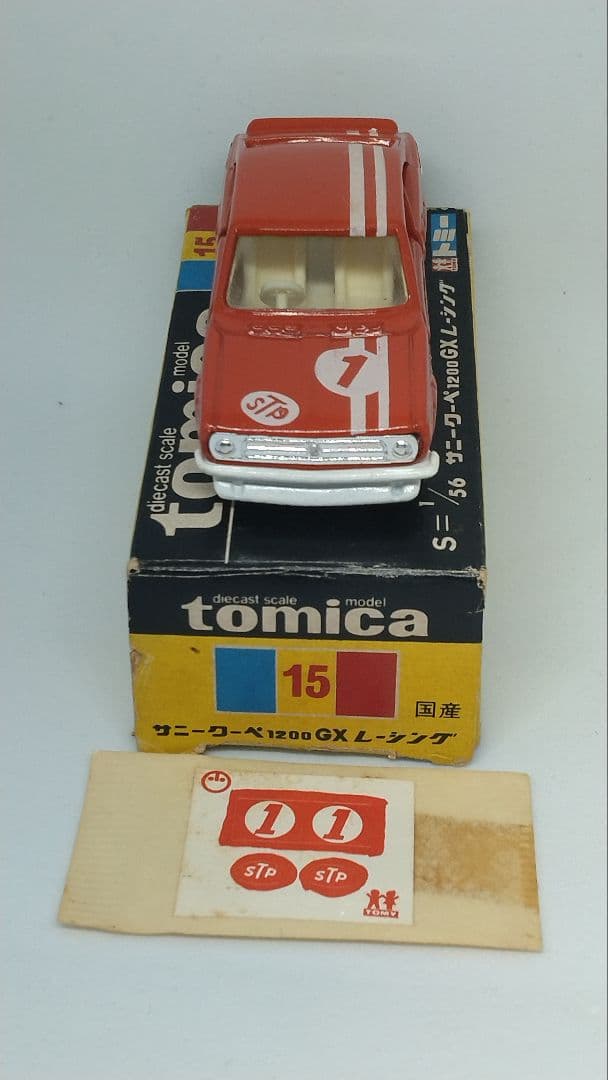 1
STP
15
トミー
diecast scale model
tomica
S=1/56 サニークーペ1200GXレーシング
diecast scale model
tomica
15
国産
サニークーペ1200GXレーシング
1 1
STP STP
TOMY